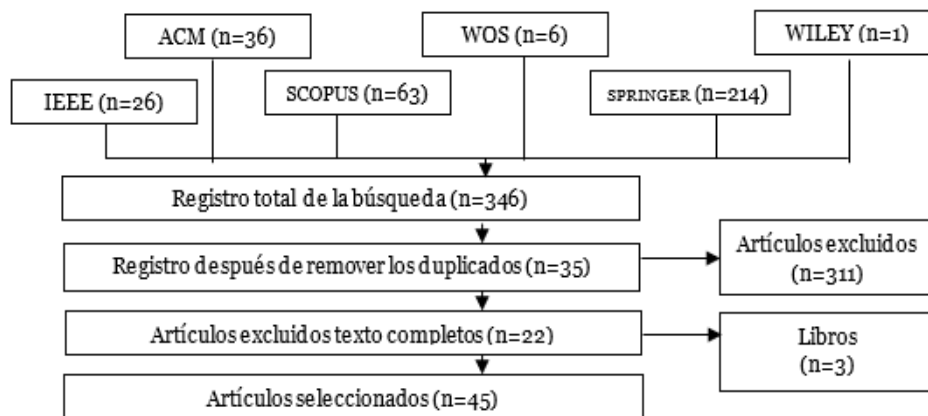 ACM (n=36)
WOS (n=6)
WILEY (n=1)
IEEE (n=26)
SCOPUS (n=63)
SPRINGER (n=214)
Registro total de la búsqueda (n=346)
Registro después de remover los duplicados (n=35)
Artículos excluidos
(n=311)
Artículos excluidos texto completos (n=22)
Libros
(n=3)
Artículos seleccionados (n=45)